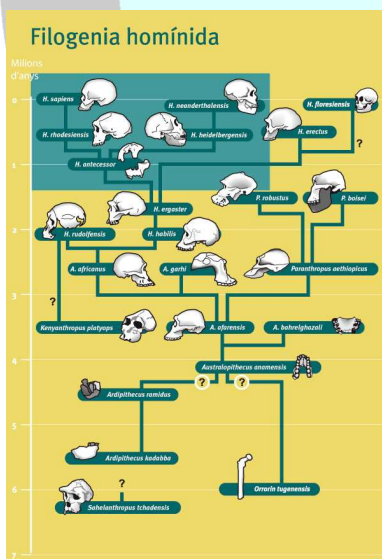 Filogenia homínida
Milions
d'anys
0
H. sapiens
H. neanderthalensis
H. floresiensis
H. rhodesiensis
H. heidelbergensis
H. erectus
?
H. antecessor
1
P. robustus
P. boisei
H. ergaster
2
H. rudolfensis
H. habilis
A. africanus
A. garhi
Paranthropus aethiopicus
3
?
Kenyanthropus platyops
A. afarensis
A. bahrelghazali
4
Australopithecus anamensis
?
?
Ardipithecus ramidus
5
Ardipithecus kadabba
6
?
Orrorin tugenensis
Sahelanthropus tchadensis
7